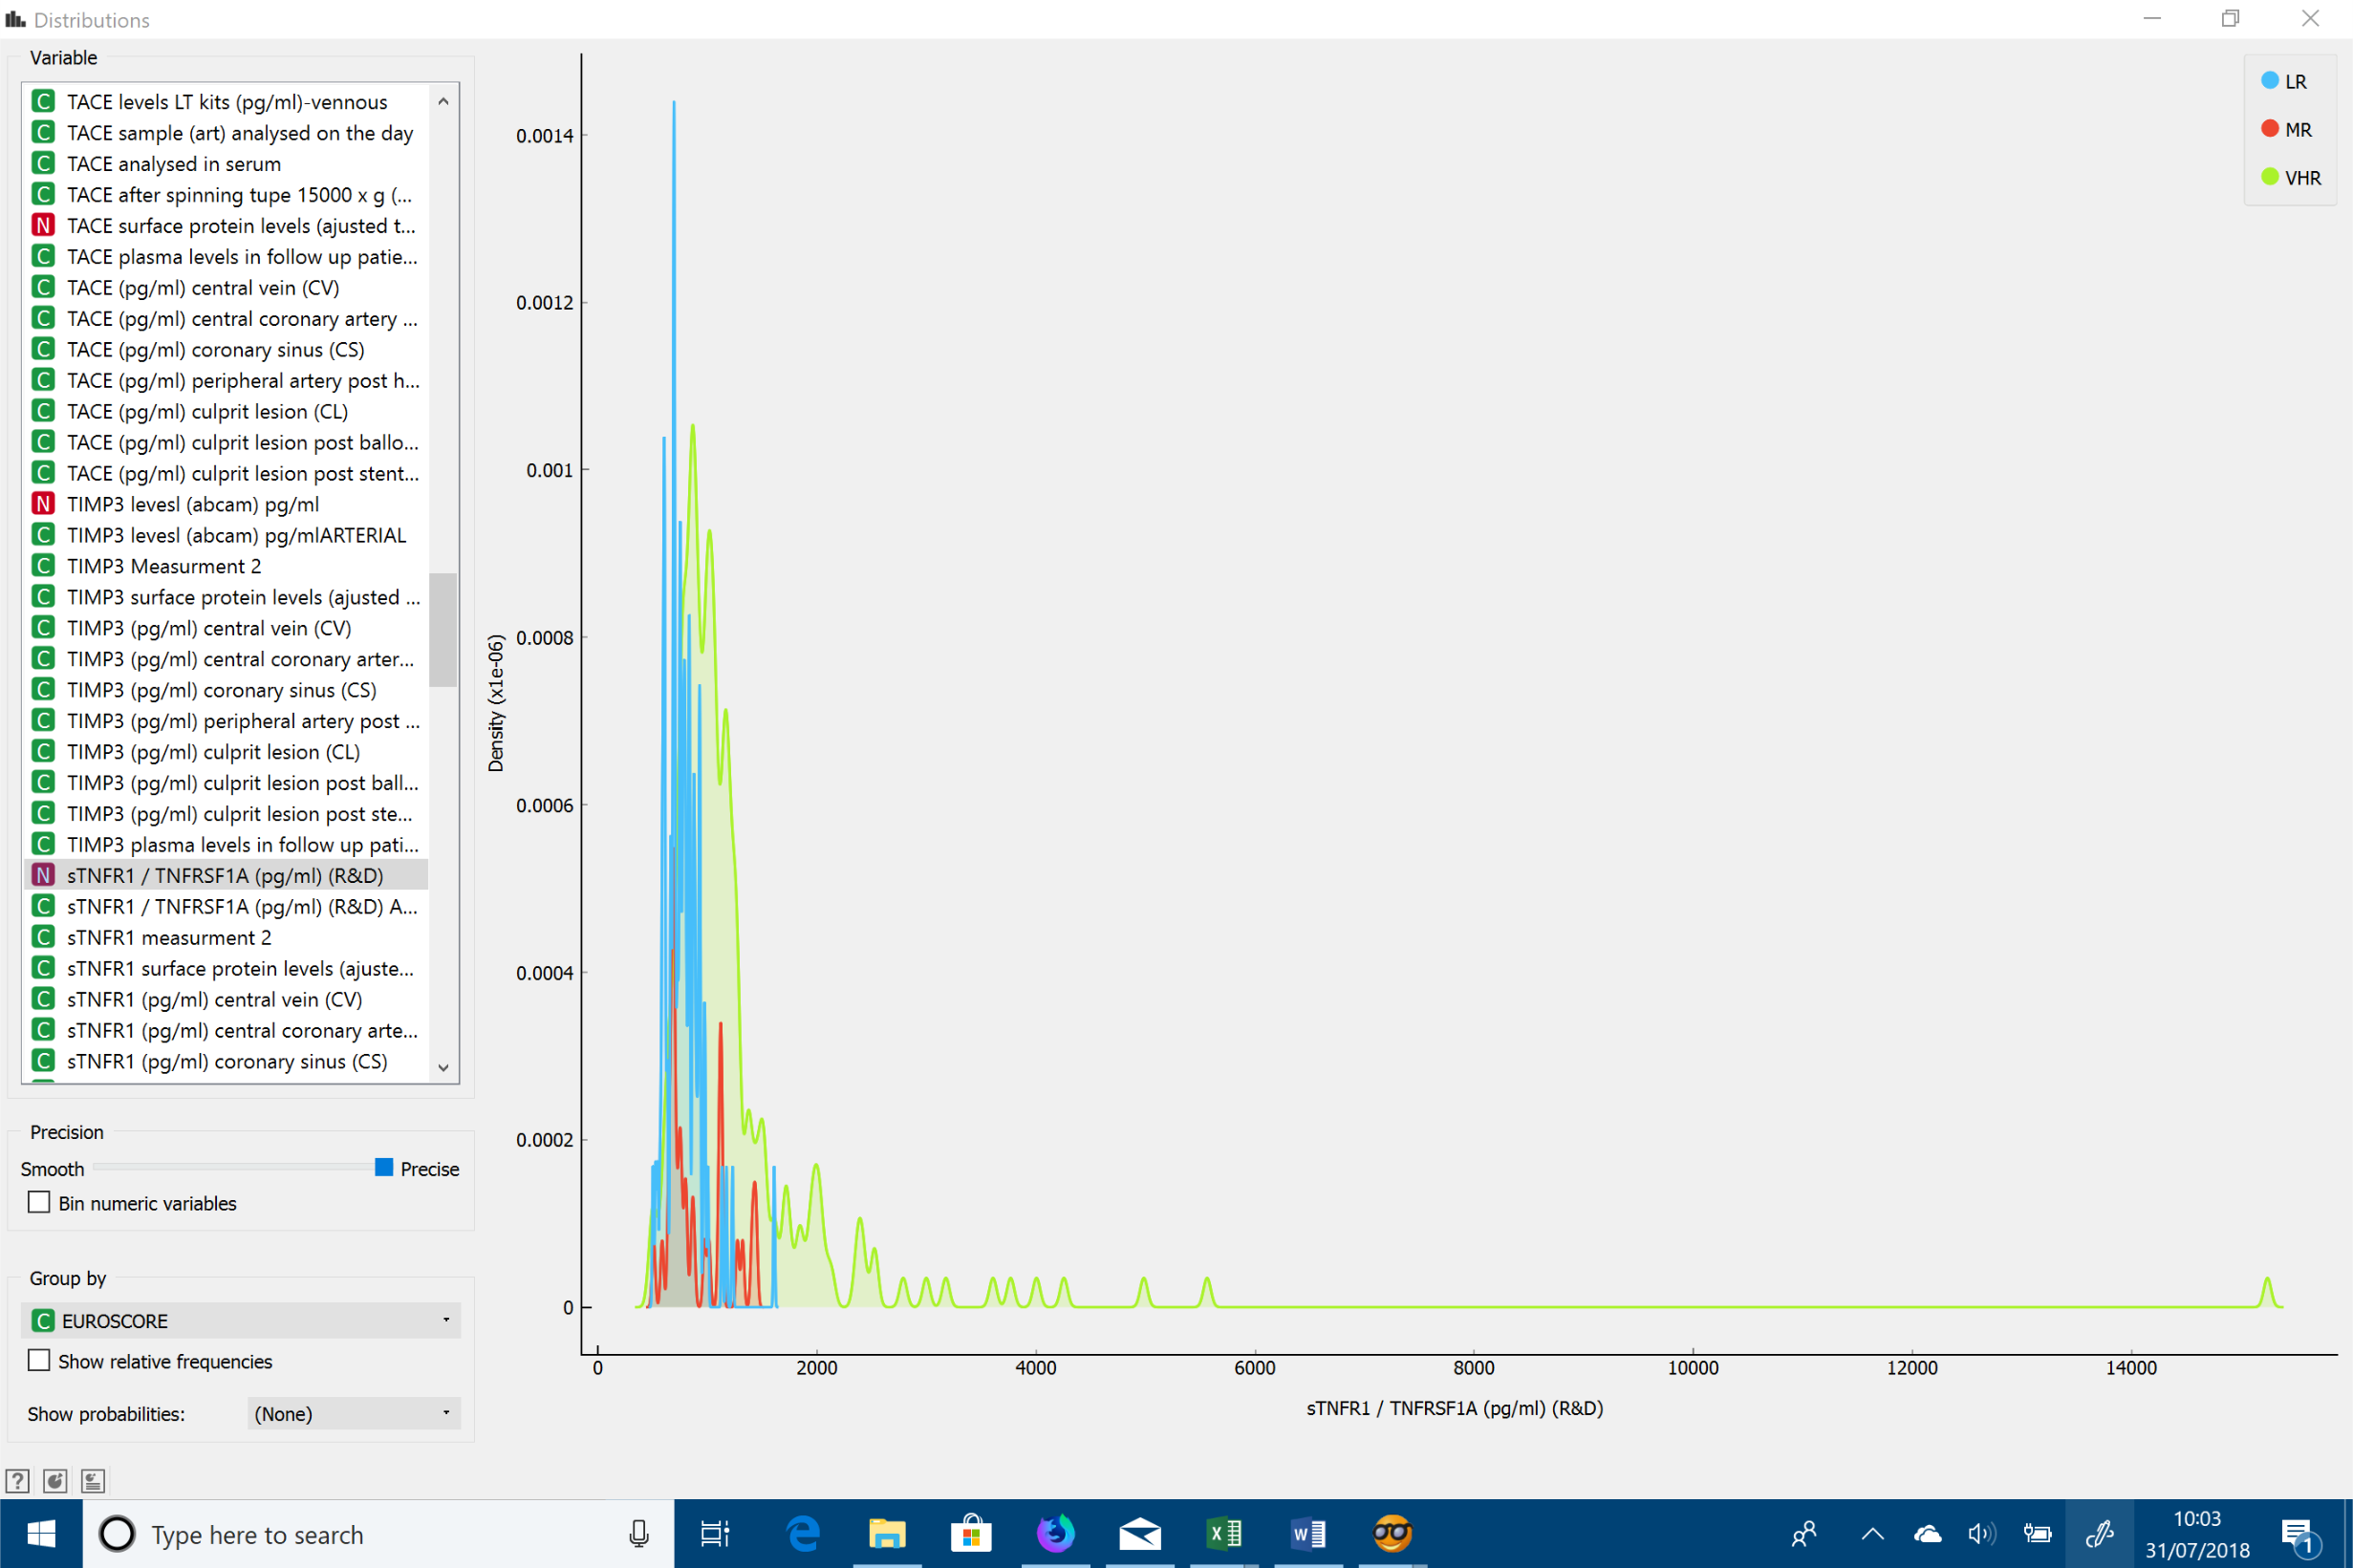 Distributions
Variable
C TACE levels LT kits (pg/ml)-vennous
C TACE sample (art) analysed on the day
C TACE analysed in serum
C TACE after spinning tupe 15000 x g (...
N TACE surface protein levels (ajusted t...
C TACE plasma levels in follow up patie...
C TACE (pg/ml) central vein (CV)
C TACE (pg/ml) central coronary artery ...
C TACE (pg/ml) coronary sinus (CS)
C TACE (pg/ml) peripheral artery post h...
C TACE (pg/ml) culprit lesion (CL)
C TACE (pg/ml) culprit lesion post ballo...
C TACE (pg/ml) culprit lesion post stent...
N TIMP3 levesl (abcam) pg/ml
C TIMP3 levesl (abcam) pg/mlARTERIAL
C TIMP3 Measurment 2
C TIMP3 surface protein levels (ajusted ...
C TIMP3 (pg/ml) central vein (CV)
C TIMP3 (pg/ml) central coronary arter...
C TIMP3 (pg/ml) coronary sinus (CS)
C TIMP3 (pg/ml) peripheral artery post ...
C TIMP3 (pg/ml) culprit lesion (CL)
C TIMP3 (pg/ml) culprit lesion post ball...
C TIMP3 (pg/ml) culprit lesion post ste...
C TIMP3 plasma levels in follow up pati...
N sTNFR1 / TNFRSF1A (pg/ml) (R&D)
C sTNFR1 / TNFRSF1A (pg/ml) (R&D) A...
C sTNFR1 measurment 2
C sTNFR1 surface protein levels (ajuste...
C sTNFR1 (pg/ml) central vein (CV)
C sTNFR1 (pg/ml) central coronary arte...
C sTNFR1 (pg/ml) coronary sinus (CS)
Precision
Smooth Precise
Bin numeric variables
Group by
C EUROSCORE
Show relative frequencies
Show probabilities: (None)
?
Density (x1e-06)
0.0014
0.0012
0.001
0.0008
0.0006
0.0004
0.0002
0
0 2000 4000 6000 8000 10000 12000 14000
sTNFR1 / TNFRSF1A (pg/ml) (R&D)
LR
MR
VHR
Type here to search
10:03
31/07/2018
1